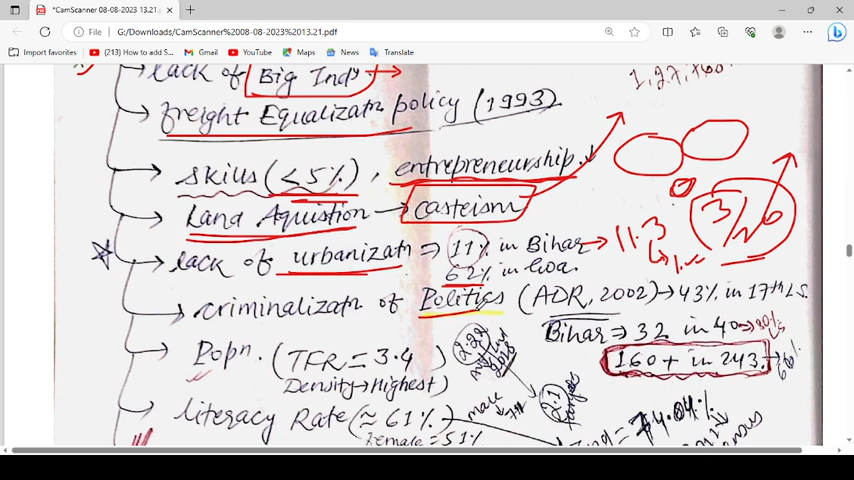 *CamScanner 08-08-2023 13.21.p
File G:/Downloads/CamScanner%2008-08-2023%2013.21.pdf
Import favorites (213) How to add S... Gmail YouTube Maps News Translate
lack of Big Indy
freight Equalizatn policy (1993)
Skills (<5%), entrepreneurship ↓
Land Aquistion → casteism
3/
lack of urbanizatn ⇒ 11% in Bihar → 11.3
62% in Goa.
criminalizatn of Politics (ADR, 2002) → 43% in 17th L.S.
Bihar ⇒ 32 in 40
160+ in 243.
Popn. (TFR = 3.4
Density → Highest)
2018
2.1
literacy Rate (≈ 61%
male
Female = 51%